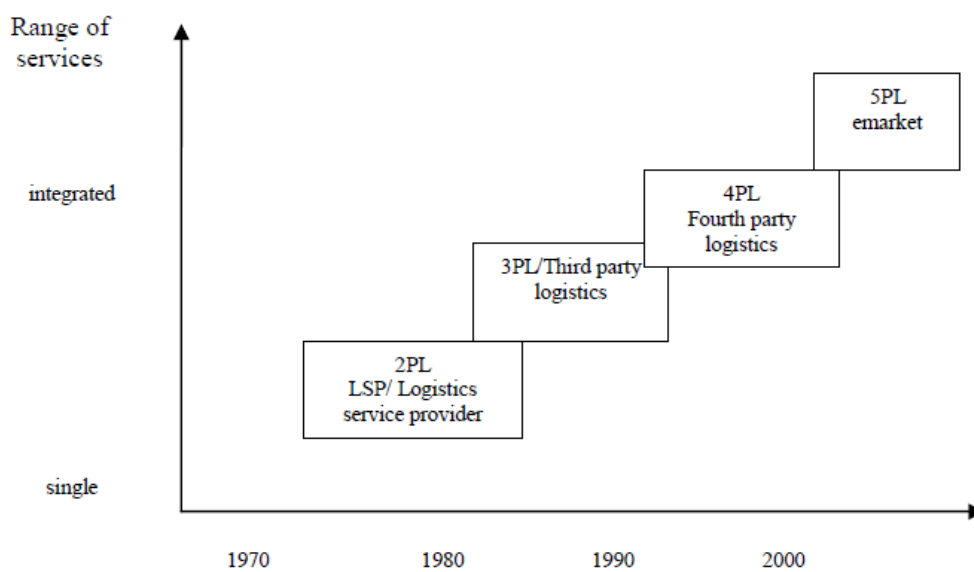 Range of
services
5PL
emarket
integrated
4PL
Fourth party
logistics
3PL/Third party
logistics
2PL
LSP/ Logistics
service provider
single
1970 1980 1990 2000